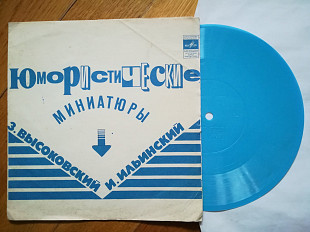 Юмористические
МИНИАТЮРЫ
З. ВЫСОКОВСКИЙ
И. ИЛЬИНСКИЙ